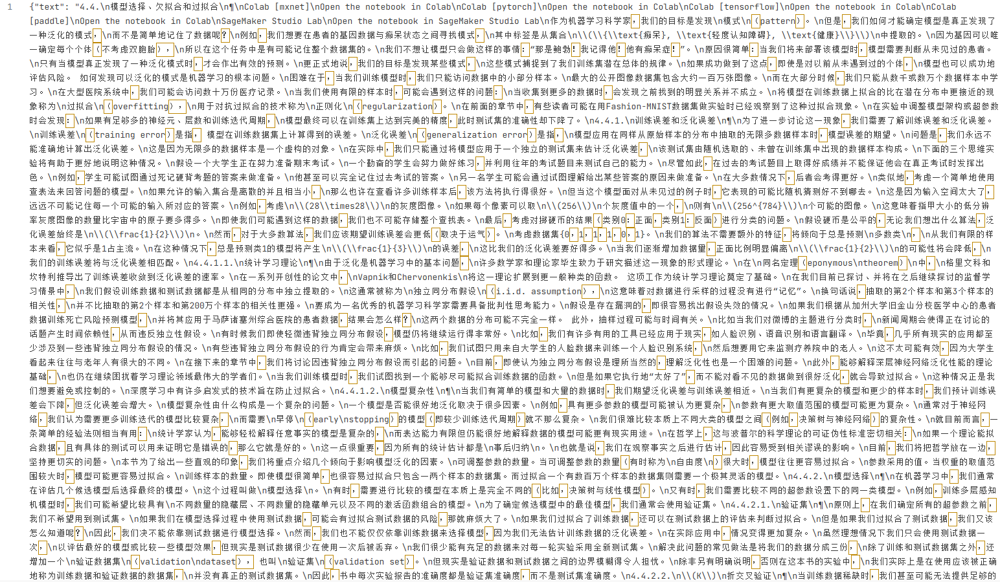 1 {"text": "4.4.\n模型选择、欠拟合和过拟合\n¶\nColab [mxnet]\nOpen the notebook in Colab\nColab [pytorch]\nOpen the notebook in Colab\nColab [tensorflow]\nOpen the notebook in Colab\nColab
[paddle]\nOpen the notebook in Colab\nSageMaker Studio Lab\nOpen the notebook in SageMaker Studio Lab\n作为机器学习科学家，我们的目标是发现\n模式\n（pattern）。\n但是，我们如何才能确定模型是真正发现了
一种泛化的模式，\n而不是简单地记住了数据呢？\n例如，我们想要在患者的基因数据与痴呆状态之间寻找模式，\n其中标签是从集合\n\\(\{\\text{痴呆}, \\text{轻度认知障碍}, \\text{健康}\\}\\)\n中提取的。\n因为基因可以唯
一确定每个个体（不考虑双胞胎），\n所以在这个任务中是有可能记住整个数据集的。\n我们不想让模型只会做这样的事情：“那是鲍勃！我记得他！他有痴呆症！”。\n原因很简单：当我们将来部署该模型时，模型需要判断从未见过的患者。
\n只有当模型真正发现了一种泛化模式时，才会作出有效的预测。\n更正式地说，我们的目标是发现某些模式，\n这些模式捕捉到了我们训练集潜在总体的规律。\n如果成功做到了这点，即使是对以前从未遇到过的个体，\n模型也可以成功地
评估风险。 如何发现可以泛化的模式是机器学习的根本问题。\n困难在于，当我们训练模型时，我们只能访问数据中的小部分样本。\n最大的公开图像数据集包含大约一百万张图像。\n而在大部分时候，我们只能从数千或数万个数据样本中学
习。\n在大型医院系统中，我们可能会访问数十万份医疗记录。\n当我们使用有限的样本时，可能会遇到这样的问题：\n当收集到更多的数据时，会发现之前找到的明显关系并不成立。\n将模型在训练数据上拟合的比在潜在分布中更接近的现
象称为\n过拟合\n（overfitting），\n用于对抗过拟合的技术称为\n正则化\n（regularization）。\n在前面的章节中，有些读者可能在用Fashion-MNIST数据集做实验时已经观察到了这种过拟合现象。\n在实验中调整模型架构或超参数
时会发现：\n如果有足够多的神经元、层数和训练迭代周期，\n模型最终可以在训练集上达到完美的精度，此时测试集的准确性却下降了。\n4.4.1.\n训练误差和泛化误差\n¶\n为了进一步讨论这一现象，我们需要了解训练误差和泛化误差。
\n训练误差\n（training error）是指， 模型在训练数据集上计算得到的误差。\n泛化误差\n（generalization error）是指，\n模型应用在同样从原始样本的分布中抽取的无限多数据样本时，模型误差的期望。\n问题是，我们永远不
能准确地计算出泛化误差。\n这是因为无限多的数据样本是一个虚构的对象。\n在实际中，我们只能通过将模型应用于一个独立的测试集来估计泛化误差，\n该测试集由随机选取的、未曾在训练集中出现的数据样本构成。\n下面的三个思维实
验将有助于更好地说明这种情况。\n假设一个大学生正在努力准备期末考试。\n一个勤奋的学生会努力做好练习，并利用往年的考试题目来测试自己的能力。\n尽管如此，在过去的考试题目上取得好成绩并不能保证他会在真正考试时发挥出
色。\n例如，学生可能试图通过死记硬背考题的答案来做准备。\n他甚至可以完全记住过去考试的答案。\n另一名学生可能会通过试图理解给出某些答案的原因来做准备。\n在大多数情况下，后者会考得更好。\n类似地，考虑一个简单地使用
查表法来回答问题的模型。\n如果允许的输入集合是离散的并且相当小，\n那么也许在查看许多训练样本后，该方法将执行得很好。\n但当这个模型面对从未见过的例子时，它表现的可能比随机猜测好不到哪去。\n这是因为输入空间太大了，
远远不可能记住每一个可能的输入所对应的答案。\n例如，考虑\n\\(28\\times28\\)\n的灰度图像。\n如果每个像素可以取\n\\(256\\)\n个灰度值中的一个，\n则有\n\\(256^{784}\\)\n个可能的图像。\n这意味着指甲大小的低分辨
率灰度图像的数量比宇宙中的原子要多得多。\n即使我们可能遇到这样的数据，我们也不可能存储整个查找表。\n最后，考虑对掷硬币的结果（类别0：正面，类别1：反面）进行分类的问题。\n假设硬币是公平的，无论我们想出什么算法，泛
化误差始终是\n\\(\\frac{1}{2}\\)\n。\n然而，对于大多数算法，我们应该期望训练误差会更低（取决于运气）。\n考虑数据集{0，1，1，1，0，1}。\n我们的算法不需要额外的特征，将倾向于总是预测\n多数类\n，\n从我们有限的样
本来看，它似乎是1占主流。\n在这种情况下，总是预测类1的模型将产生\n\\(\\frac{1}{3}\\)\n的误差，\n这比我们的泛化误差要好得多。\n当我们逐渐增加数据量，正面比例明显偏离\n\\(\\frac{1}{2}\\)\n的可能性将会降低，\n
我们的训练误差将与泛化误差相匹配。\n4.4.1.1.\n统计学习理论\n¶\n由于泛化是机器学习中的基本问题，\n许多数学家和理论家毕生致力于研究描述这一现象的形式理论。\n在\n同名定理（eponymous\ntheorem）\n中，\n格里文科和
坎特利推导出了训练误差收敛到泛化误差的速率。\n在一系列开创性的论文中，\nVapnik和Chervonenkis\n将这一理论扩展到更一般种类的函数。 这项工作为统计学习理论奠定了基础。\n在我们目前已探讨、并将在之后继续探讨的监督学
习情景中，\n我们假设训练数据和测试数据都是从相同的分布中独立提取的。\n这通常被称为\n独立同分布假设\n（i.i.d. assumption），\n这意味着对数据进行采样的过程没有进行“记忆”。\n换句话说，抽取的第2个样本和第3个样本的
相关性，\n并不比抽取的第2个样本和第200万个样本的相关性更强。\n要成为一名优秀的机器学习科学家需要具备批判性思考能力。\n假设是存在漏洞的，即很容易找出假设失效的情况。\n如果我们根据从加州大学旧金山分校医学中心的患者
数据训练死亡风险预测模型，\n并将其应用于马萨诸塞州综合医院的患者数据，结果会怎么样？\n这两个数据的分布可能不完全一样。 此外，抽样过程可能与时间有关。\n比如当我们对微博的主题进行分类时，\n新闻周期会使得正在讨论的
话题产生时间依赖性，从而违反独立性假设。\n有时候我们即使轻微违背独立同分布假设，模型仍将继续运行得非常好。\n比如，我们有许多有用的工具已经应用于现实，如人脸识别、语音识别和语言翻译。\n毕竟，几乎所有现实的应用都至
少涉及到一些违背独立同分布假设的情况。\n有些违背独立同分布假设的行为肯定会带来麻烦。\n比如，我们试图只用来自大学生的人脸数据来训练一个人脸识别系统，\n然后想要用它来监测疗养院中的老人。\n这不太可能有效，因为大学生
看起来往往与老年人有很大的不同。\n在接下来的章节中，我们将讨论因违背独立同分布假设而引起的问题。\n目前，即使认为独立同分布假设是理所当然的，理解泛化性也是一个困难的问题。\n此外，能够解释深层神经网络泛化性能的理论
基础，\n也仍在继续困扰着学习理论领域最伟大的学者们。\n当我们训练模型时，我们试图找到一个能够尽可能拟合训练数据的函数。\n但是如果它执行地“太好了”，而不能对看不见的数据做到很好泛化，就会导致过拟合。\n这种情况正是我
们想要避免或控制的。\n深度学习中有许多启发式的技术旨在防止过拟合。\n4.4.1.2.\n模型复杂性\n¶\n当我们有简单的模型和大量的数据时，我们期望泛化误差与训练误差相近。\n当我们有更复杂的模型和更少的样本时，我们预计训练误
差会下降，但泛化误差会增大。\n模型复杂性由什么构成是一个复杂的问题。\n一个模型是否能很好地泛化取决于很多因素。\n例如，具有更多参数的模型可能被认为更复杂，\n参数有更大取值范围的模型可能更为复杂。\n通常对于神经网
络，我们认为需要更多训练迭代的模型比较复杂，\n而需要\n早停\n（early\nstopping）的模型（即较少训练迭代周期）就不那么复杂。\n我们很难比较本质上不同大类的模型之间（例如，决策树与神经网络）的复杂性。\n就目前而言，一
条简单的经验法则相当有用：\n统计学家认为，能够轻松解释任意事实的模型是复杂的，\n而表达能力有限但仍能很好地解释数据的模型可能更有现实用途。\n在哲学上，这与波普尔的科学理论的可证伪性标准密切相关：\n如果一个理论能拟
合数据，且有具体的测试可以用来证明它是错误的，那么它就是好的。\n这一点很重要，因为所有的统计估计都是\n事后归纳\n。\n也就是说，我们在观察事实之后进行估计，因此容易受到相关谬误的影响。\n目前，我们将把哲学放在一边，
坚持更切实的问题。\n本节为了给出一些直观的印象，我们将重点介绍几个倾向于影响模型泛化的因素。\n可调整参数的数量。当可调整参数的数量（有时称为\n自由度\n）很大时，模型往往更容易过拟合。\n参数采用的值。当权重的取值范
围较大时，模型可能更容易过拟合。\n训练样本的数量。即使模型很简单，也很容易过拟合只包含一两个样本的数据集。而过拟合一个有数百万个样本的数据集则需要一个极其灵活的模型。\n4.4.2.\n模型选择\n¶\n在机器学习中，我们通常
在评估几个候选模型后选择最终的模型。\n这个过程叫做\n模型选择\n。\n有时，需要进行比较的模型在本质上是完全不同的（比如，决策树与线性模型）。\n又有时，我们需要比较不同的超参数设置下的同一类模型。\n例如，训练多层感知
机模型时，我们可能希望比较具有\n不同数量的隐藏层、不同数量的隐藏单元以及不同的激活函数组合的模型。\n为了确定候选模型中的最佳模型，我们通常会使用验证集。\n4.4.2.1.\n验证集\n¶\n原则上，在我们确定所有的超参数之前，
我们不希望用到测试集。\n如果我们在模型选择过程中使用测试数据，可能会有过拟合测试数据的风险，那就麻烦大了。\n如果我们过拟合了训练数据，还可以在测试数据上的评估来判断过拟合。\n但是如果我们过拟合了测试数据，我们又该
怎么知道呢？\n因此，我们决不能依靠测试数据进行模型选择。\n然而，我们也不能仅仅依靠训练数据来选择模型，因为我们无法估计训练数据的泛化误差。\n在实际应用中，情况变得更加复杂。\n虽然理想情况下我们只会使用测试数据一
次，\n以评估最好的模型或比较一些模型效果，但现实是测试数据很少在使用一次后被丢弃。\n我们很少能有充足的数据来对每一轮实验采用全新测试集。\n解决此问题的常见做法是将我们的数据分成三份，\n除了训练和测试数据集之外，还
增加一个\n验证数据集\n（validation\ndataset）， 也叫\n验证集\n（validation set）。\n但现实是验证数据和测试数据之间的边界模糊得令人担忧。\n除非另有明确说明，否则在这本书的实验中，\n我们实际上是在使用应该被正确
地称为训练数据和验证数据的数据集，\n并没有真正的测试数据集。\n因此，书中每次实验报告的准确度都是验证集准确度，而不是测试集准确度。\n4.4.2.2.\n\\(K\\)\n折交叉验证\n¶\n当训练数据稀缺时，我们甚至可能无法提供足够的